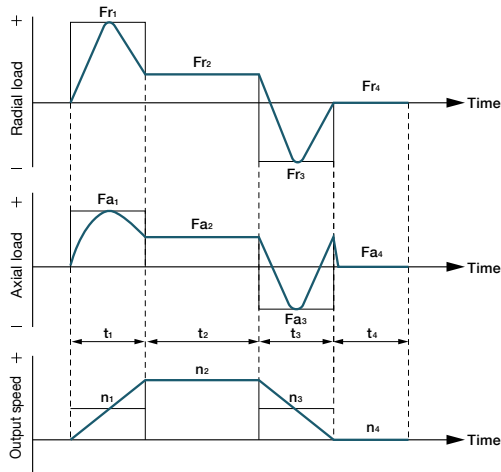 +
Radial load
–
Fr1
Fr2
Fr3
Fr4
Time
+
Axial load
–
Fa1
Fa2
Fa3
Fa4
Time
t1
t2
t3
t4
+
Output speed
n1
n2
n3
n4
Time